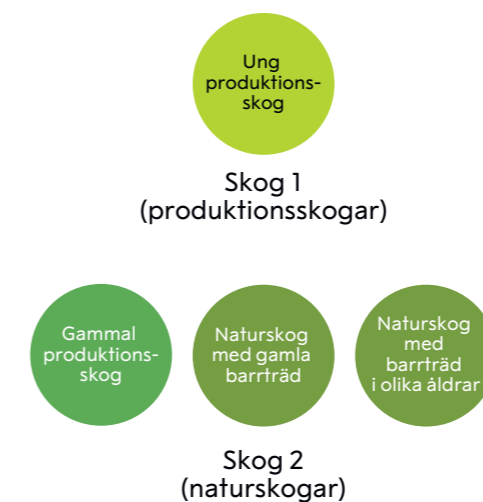 Ung
produktions-
skog
Skog 1
(produktionsskogar)
Gammal
produktions-
skog
Naturskog
med gamla
barrträd
Naturskog
med
barrträd
i olika åldrar
Skog 2
(naturskogar)